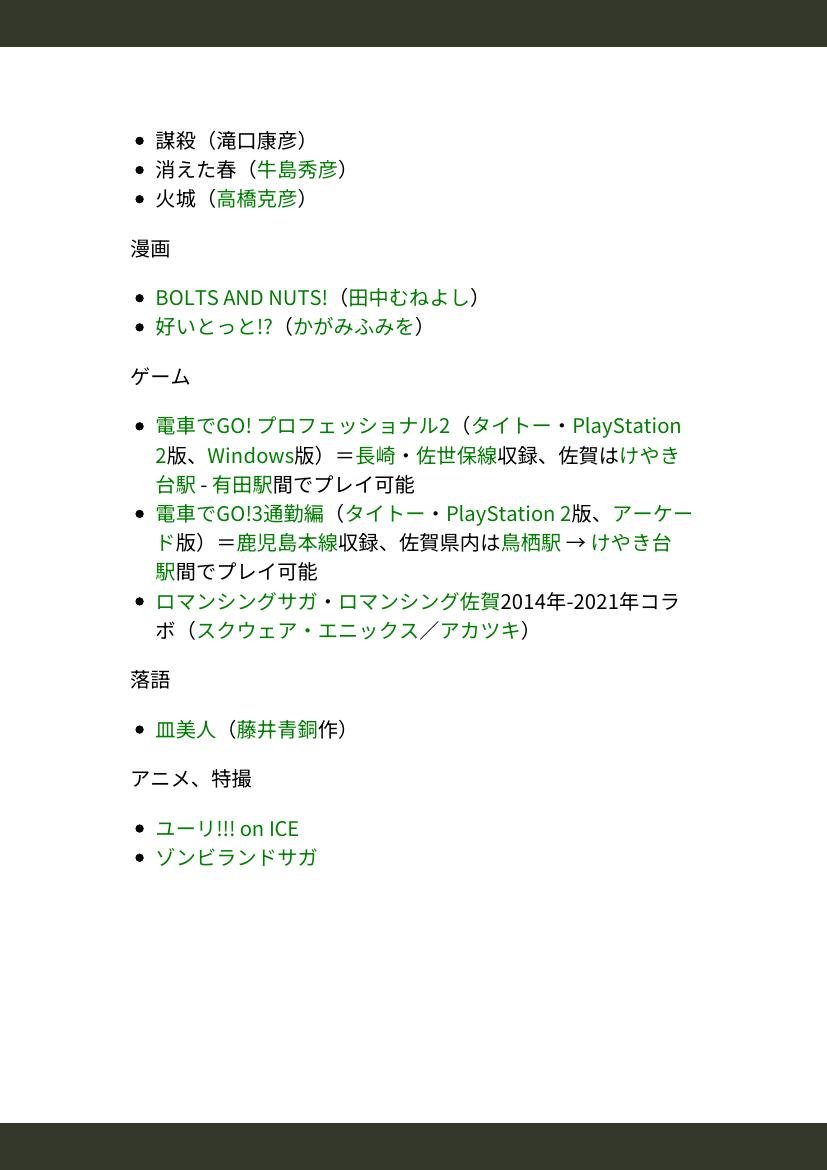 謀殺（滝口康彦）
消えた春（牛島秀彦）
火城（高橋克彦）
漫画
BOLTS AND NUTS!（田中むねよし）
好いとっと!?（かがみふみを）
ゲーム
電車でGO! プロフェッショナル2（タイトー・PlayStation
2版、Windows版）＝長崎・佐世保線収録、佐賀はけやき
台駅 - 有田駅間でプレイ可能
電車でGO!3通勤編（タイトー・PlayStation 2版、アーケー
ド版）＝鹿児島本線収録、佐賀県内は鳥栖駅 → けやき台
駅間でプレイ可能
ロマンシングサガ・ロマンシング佐賀2014年-2021年コラ
ボ（スクウェア・エニックス／アカツキ）
落語
皿美人（藤井青銅作）
アニメ、特撮
ユーリ!!! on ICE
ゾンビランドサガ